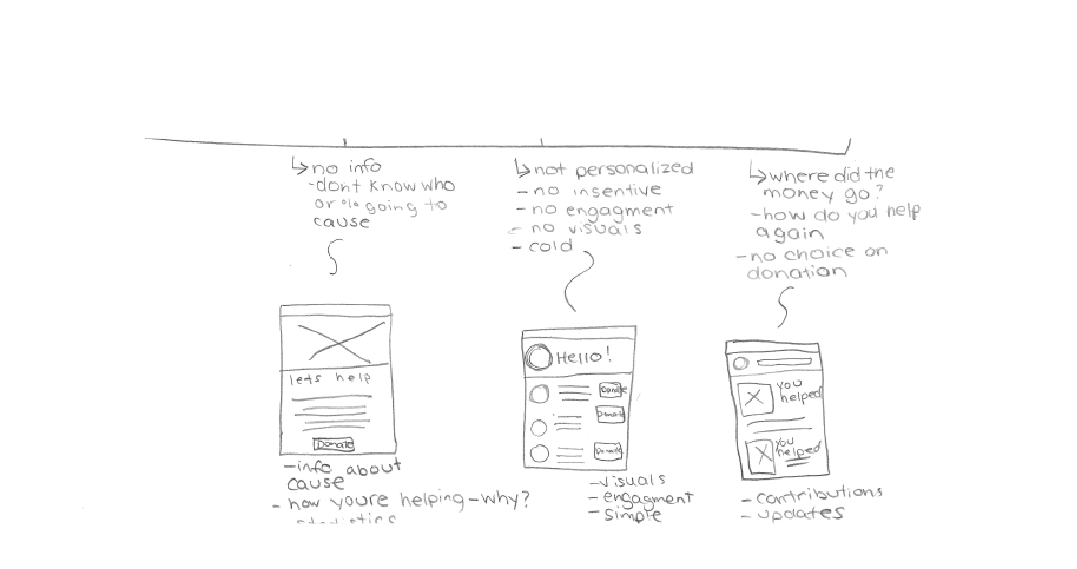 ↳no info
-dont know who
or % going to
cause
↳not personalized
- no insentive
- no engagment
- no visuals
- cold
↳where did the
money go?
-how do you help
again
-no choice on
donation
lets help
Donate
-info about
cause
- how youre helping-why?
Hello!
Donate
Donate
Donate
-visuals
- engagment
- simple
You
helped
You
helped
- contributions
- updates